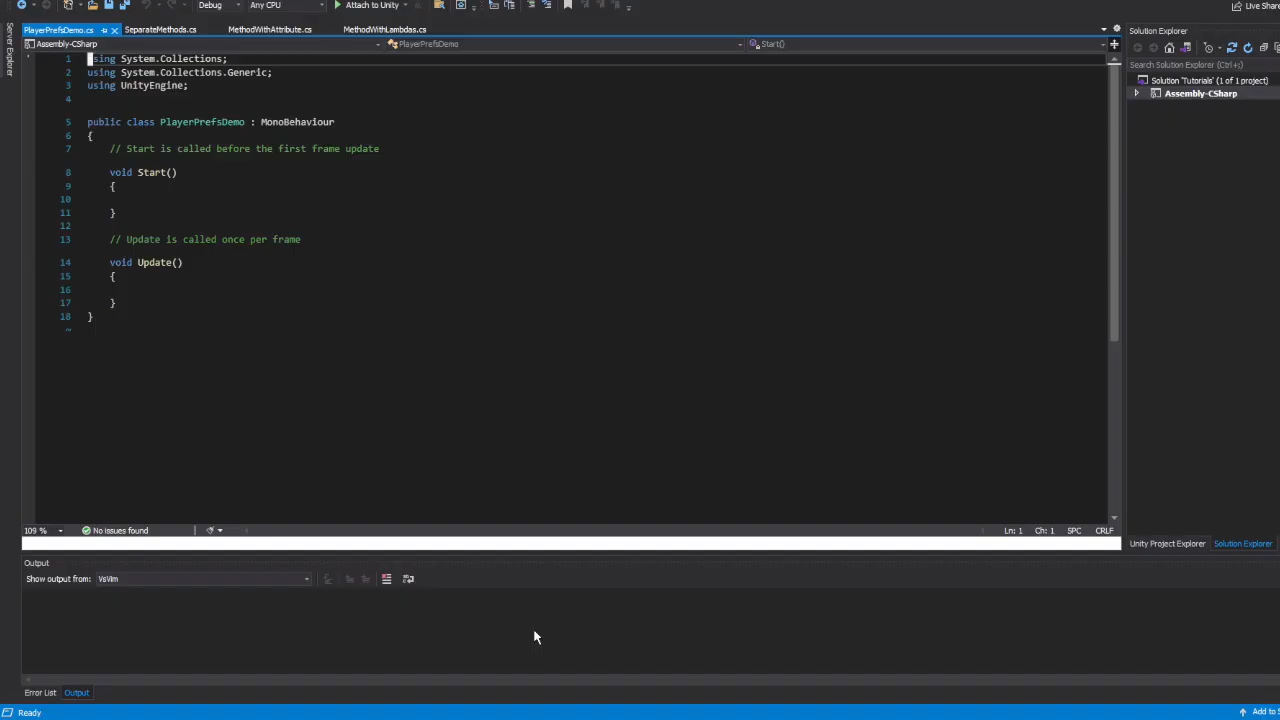 Debug Any CPU Attach to Unity Live Share
PlayerPrefsDemo.cs SeparateMethods.cs MethodWithAttribute.cs MethodWithLambdas.cs
Solution Explorer
Assembly-CSharp PlayerPrefsDemo Start()
Server Explorer
Search Solution Explorer (Ctrl+;)
Solution "Tutorials" (1 of 1 project)
Assembly-CSharp
1 using System.Collections;
2 using System.Collections.Generic;
3 using UnityEngine;
4
5 public class PlayerPrefsDemo : MonoBehaviour
6 {
7 // Start is called before the first frame update
8 void Start()
9 {
10
11 }
12
13 // Update is called once per frame
14 void Update()
15 {
16
17 }
18 }
~
109 % No issues found Ln: 1 Ch: 1 SPC CRLF
Unity Project Explorer Solution Explorer
Output
Show output from: VsVim
Error List Output
Ready Add to S